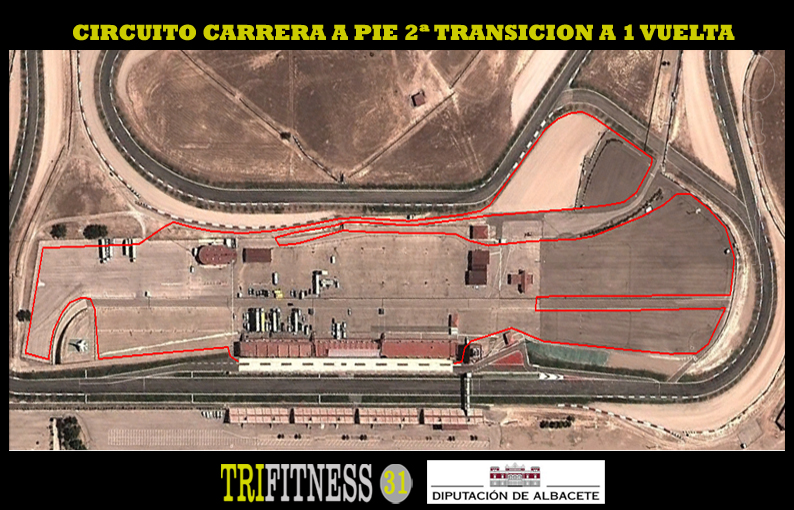 CIRCUITO CARRERA A PIE 2ª TRANSICION A 1 VUELTA
TRIFITNESS 31
DIPUTACIÓN DE ALBACETE